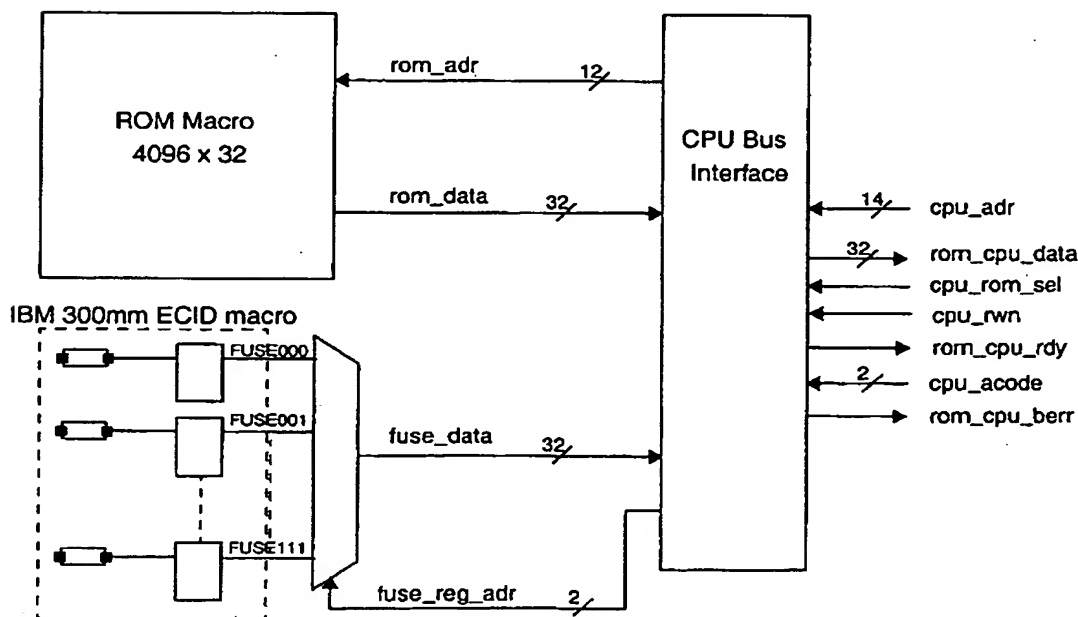 rom_adr
12
ROM Macro
4096 x 32
CPU Bus
Interface
rom_data
32
14
cpu_adr
32
rom_cpu_data
cpu_rom_sel
cpu_rwn
rom_cpu_rdy
2
cpu_acode
rom_cpu_berr
IBM 300mm ECID macro
FUSE000
FUSE001
fuse_data
32
FUSE111
fuse_reg_adr
2